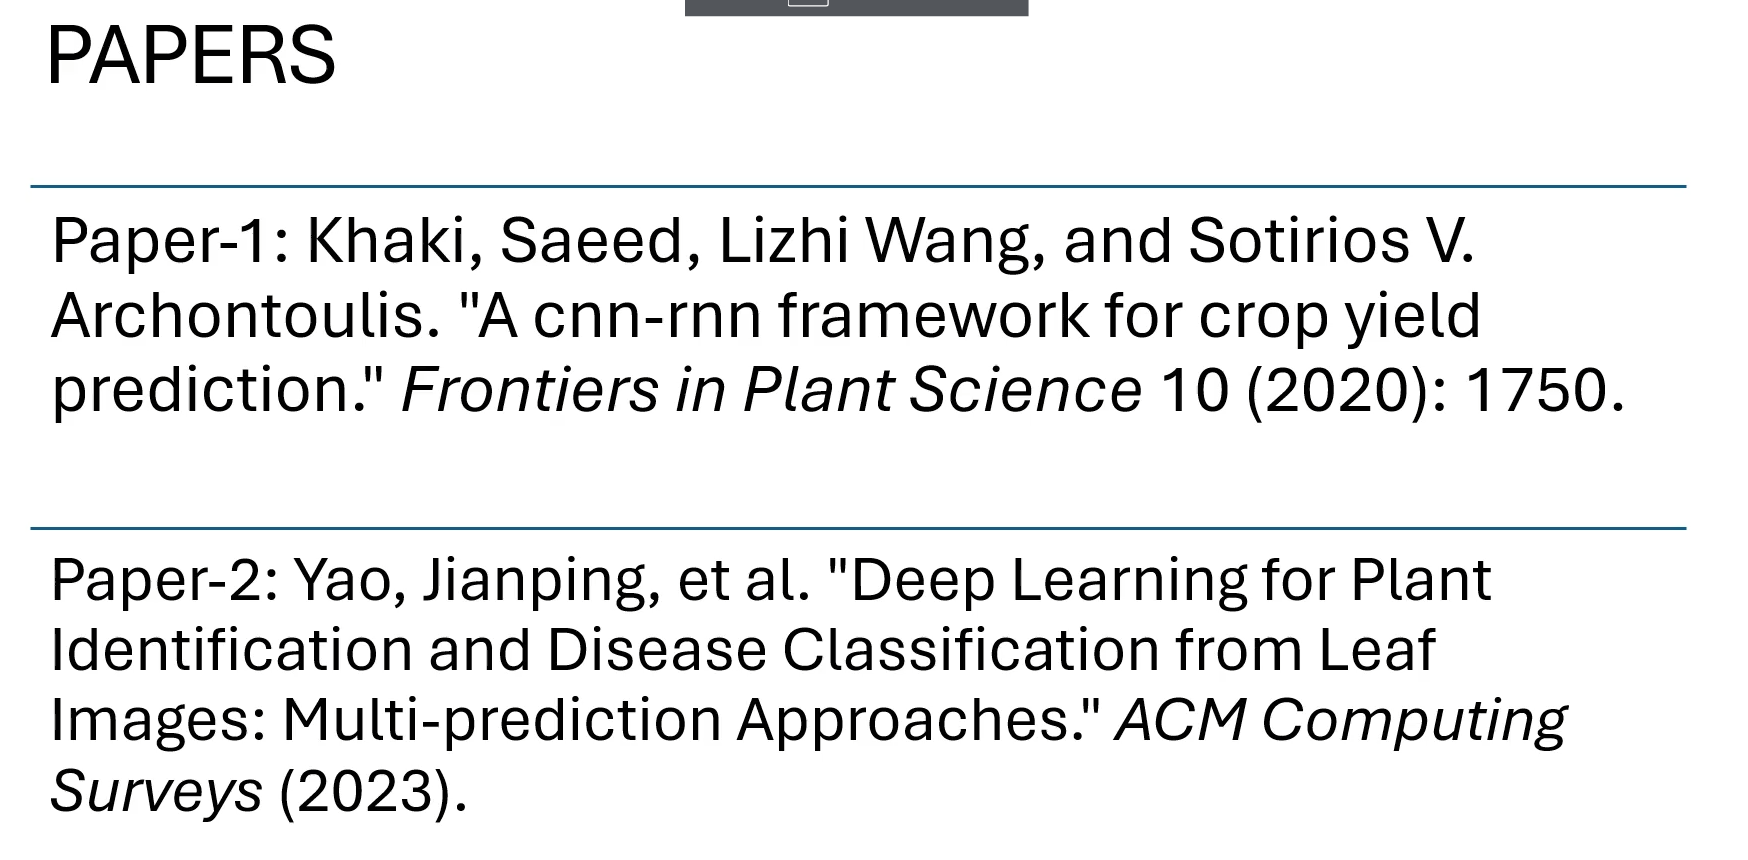 PAPERS
Paper-1: Khaki, Saeed, Lizhi Wang, and Sotirios V.
Archontoulis. "A cnn-rnn framework for crop yield
prediction." Frontiers in Plant Science 10 (2020): 1750.
Paper-2: Yao, Jianping, et al. "Deep Learning for Plant
Identification and Disease Classification from Leaf
Images: Multi-prediction Approaches." ACM Computing
Surveys (2023).